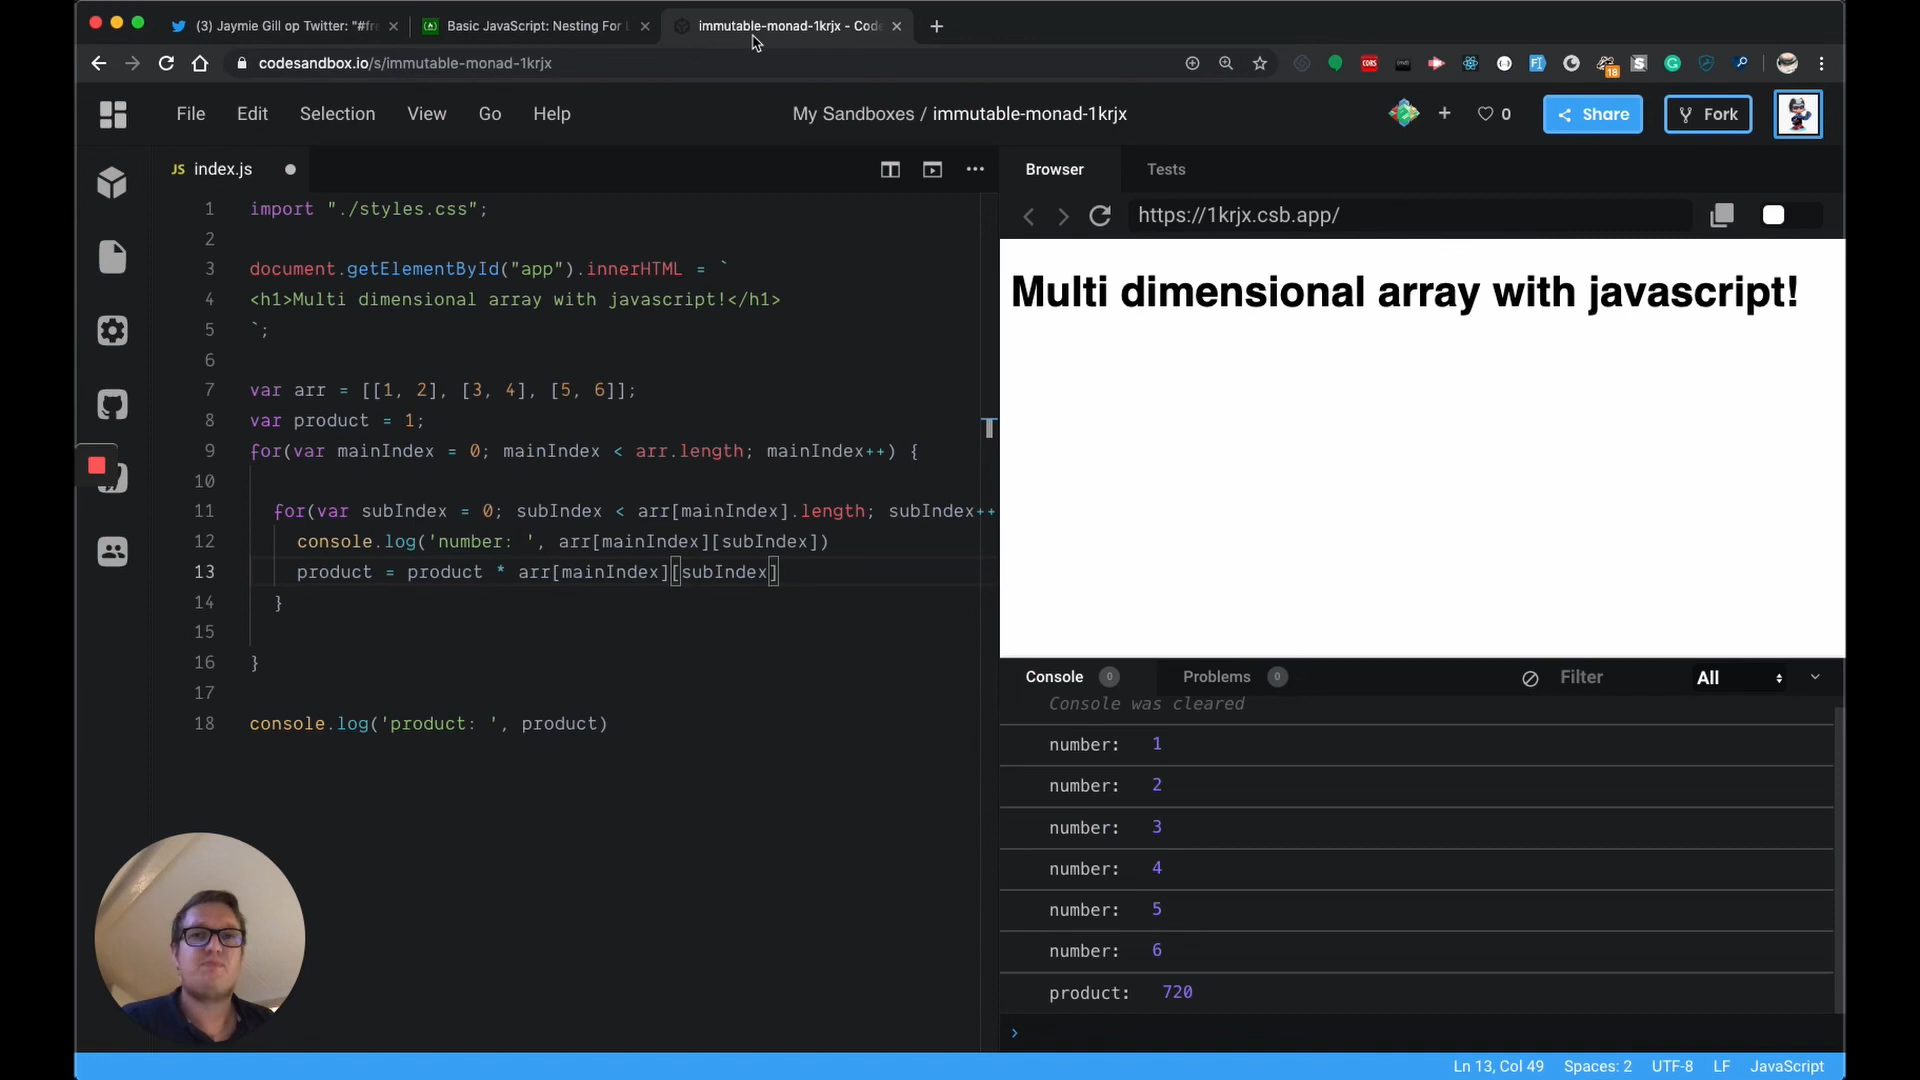 (3) Jaymie Gill op Twitter: "#fre
Basic JavaScript: Nesting For L
immutable-monad-1krjx - Code
codesandbox.io/s/immutable-monad-1krjx
CORS
18
File Edit Selection View Go Help
My Sandboxes / immutable-monad-1krjx
0
Share
Fork
JS index.js
Browser
Tests
https://1krjx.csb.app/
1 import "./styles.css";
2
3 document.getElementById("app").innerHTML = `
4 <h1>Multi dimensional array with javascript!</h1>
5 `;
6
7 var arr = [[1, 2], [3, 4], [5, 6]];
8 var product = 1;
9 for(var mainIndex = 0; mainIndex < arr.length; mainIndex++) {
10
11 for(var subIndex = 0; subIndex < arr[mainIndex].length; subIndex++
12 console.log('number: ', arr[mainIndex][subIndex])
13 product = product * arr[mainIndex][subIndex]
14 }
15
16 }
17
18 console.log('product: ', product)
Multi dimensional array with javascript!
Console 0
Problems 0
Filter
All
Console was cleared
number: 1
number: 2
number: 3
number: 4
number: 5
number: 6
product: 720
Ln 13, Col 49 Spaces: 2 UTF-8 LF JavaScript